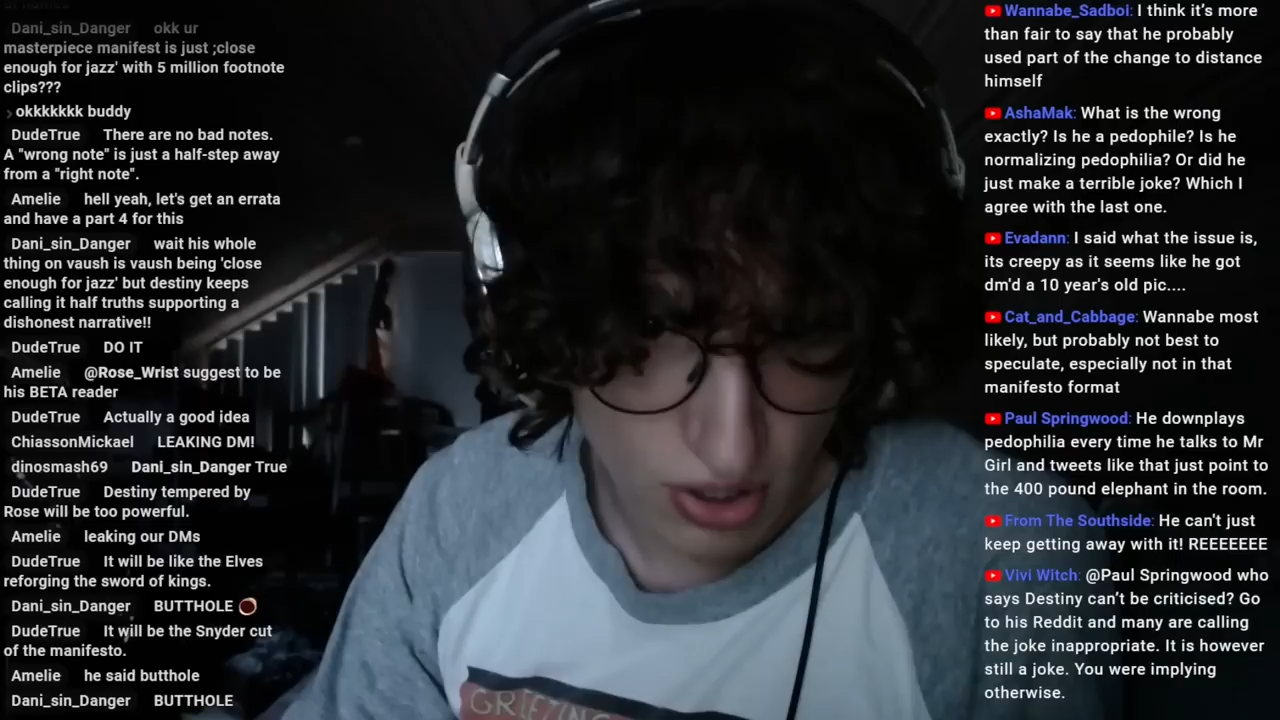 Dani_sin_Danger okk ur
masterpiece manifest is just ;close
enough for jazz' with 5 million footnote
clips???
okkkkkkk buddy
DudeTrue There are no bad notes.
A "wrong note" is just a half-step away
from a "right note".
Amelie hell yeah, let's get an errata
and have a part 4 for this
Dani_sin_Danger wait his whole
thing on vaush is vaush being 'close
enough for jazz' but destiny keeps
calling it half truths supporting a
dishonest narrative!!
DudeTrue DO IT
Amelie @Rose_Wrist suggest to be
his BETA reader
DudeTrue Actually a good idea
ChiassonMickael LEAKING DM!
dinosmash69 Dani_sin_Danger True
DudeTrue Destiny tempered by
Rose will be too powerful.
Amelie leaking our DMs
DudeTrue It will be like the Elves
reforging the sword of kings.
Dani_sin_Danger BUTTHOLE
DudeTrue It will be the Snyder cut
of the manifesto.
Amelie he said butthole
Dani_sin_Danger BUTTHOLE
GREETINGS
Wannabe_Sadboi: I think it's more
than fair to say that he probably
used part of the change to distance
himself
AshaMak: What is the wrong
exactly? Is he a pedophile? Is he
normalizing pedophilia? Or did he
just make a terrible joke? Which I
agree with the last one.
Evadann: I said what the issue is,
its creepy as it seems like he got
dm'd a 10 year's old pic....
Cat_and_Cabbage: Wannabe most
likely, but probably not best to
speculate, especially not in that
manifesto format
Paul Springwood: He downplays
pedophilia every time he talks to Mr
Girl and tweets like that just point to
the 400 pound elephant in the room.
From The Southside: He can't just
keep getting away with it! REEEEEEE
Vivi Witch: @Paul Springwood who
says Destiny can't be criticised? Go
to his Reddit and many are calling
the joke inappropriate. It is however
still a joke. You were implying
otherwise.